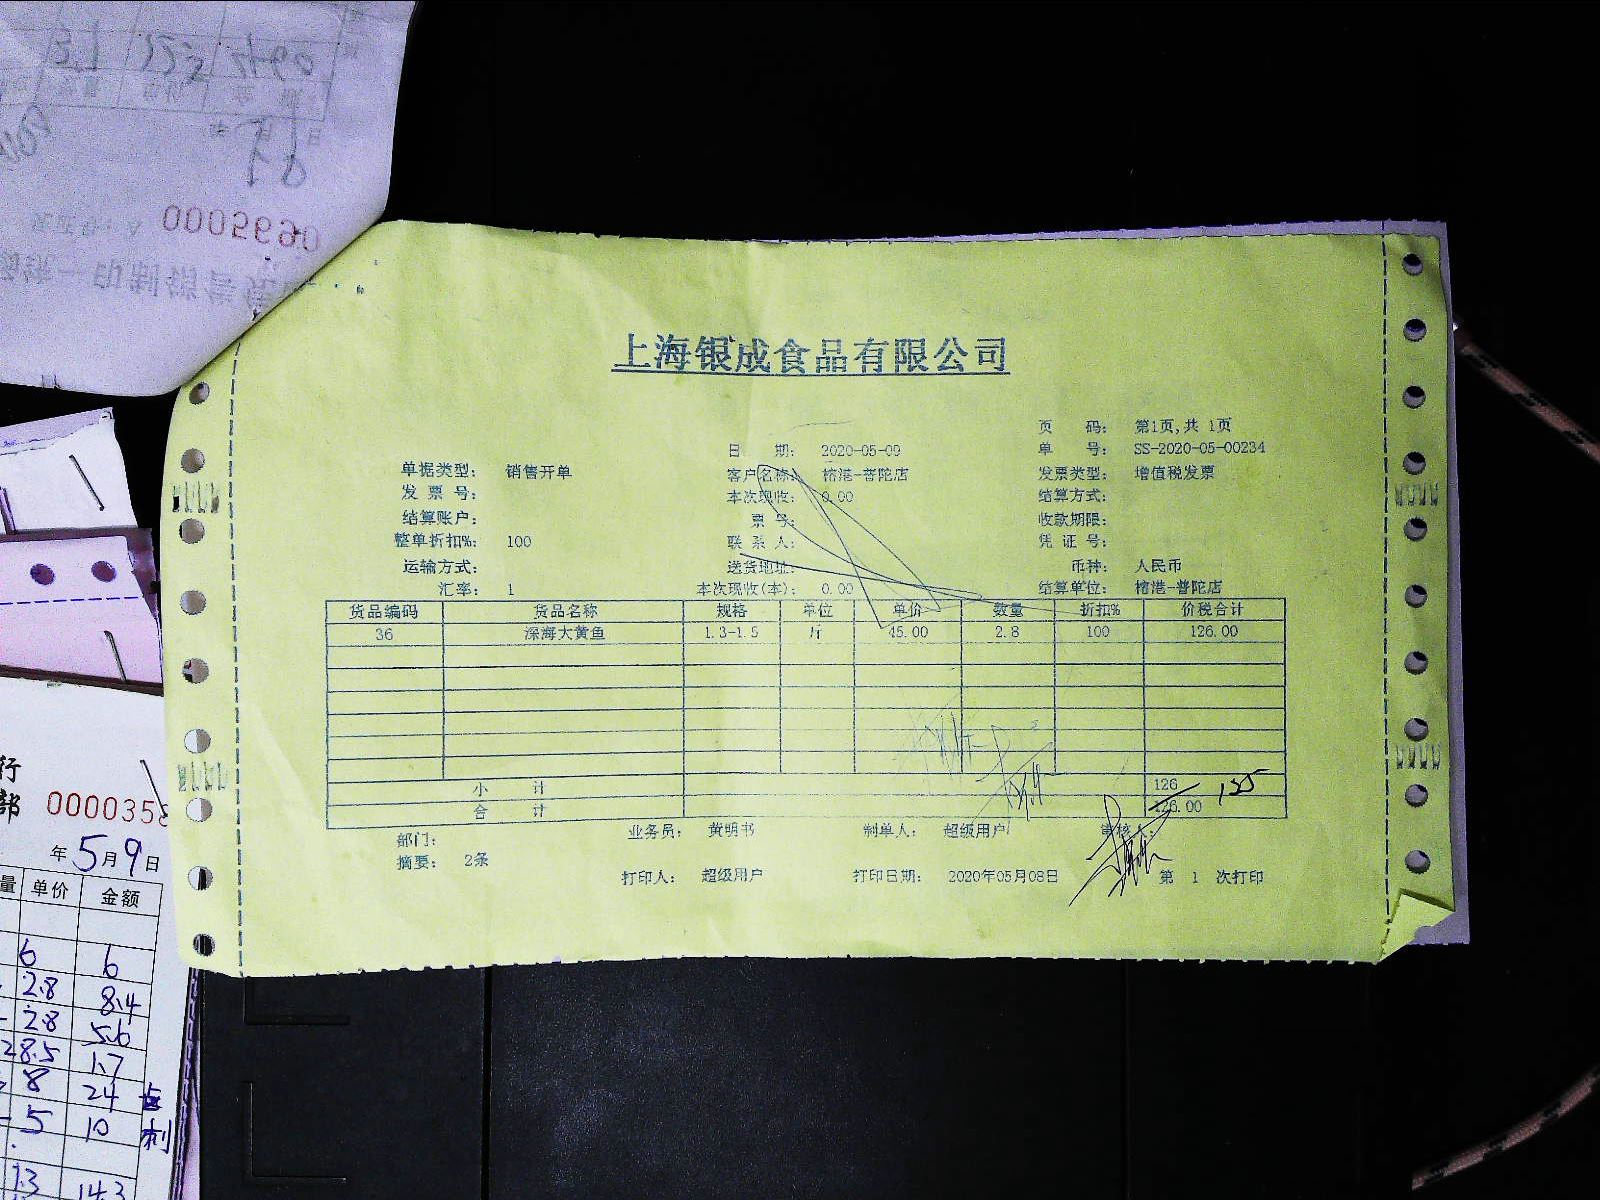 上海银成食品有限公司
页 码: 第1页,共 1页
日 期: 2020-05-09 单 号: SS-2020-05-00234
单据类型: 销售开单 客户名称: 榕港-普陀店 发票类型: 增值税发票
发 票 号: 本次现收: 0.00 结算方式:
结算账户: 票 号: 收款期限:
整单折扣%: 100 联 系 人: 凭 证 号:
运输方式: 送货地址: 币种: 人民币
汇率: 1 本次现收(本): 0.00 结算单位: 榕港-普陀店
货品编码 货品名称 规格 单位 单价 数量 折扣% 价税合计
36 深海大黄鱼 1.3-1.5 斤 45.00 2.8 100 126.00
小 计 126
合 计 126.00
部门: 业务员: 黄明书 制单人: 超级用户 审核人:
摘要: 2条
打印人: 超级用户 打印日期: 2020年05月08日 第 1 次打印
0005690
行
部 000035
年5月9日
量 单价 金额
6 6
2.8 8.4
2.8 5.6
28.5 1.7
8 24
5 10
13 14.3